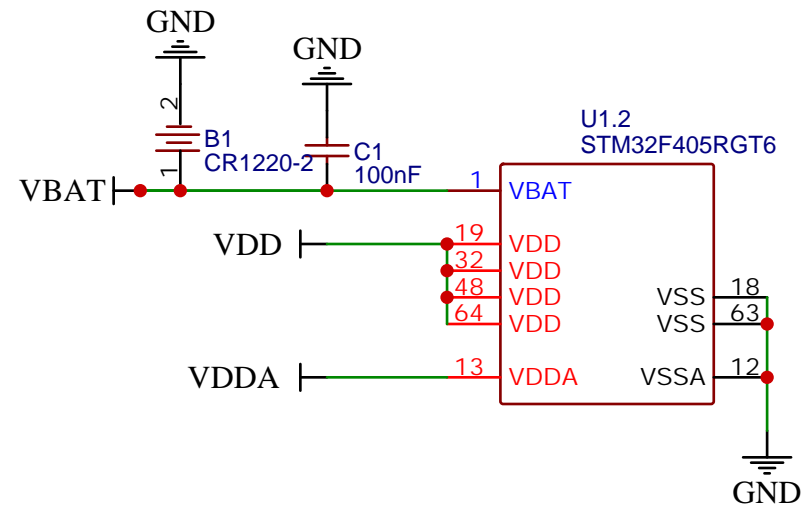 GND
GND
2
B1
CR1220-2
1
C1
100nF
U1.2
STM32F405RGT6
VBAT
1 VBAT
VDD
19 VDD
32 VDD
48 VDD
64 VDD
VSS 18
VSS 63
VDDA
13 VDDA
VSSA 12
GND